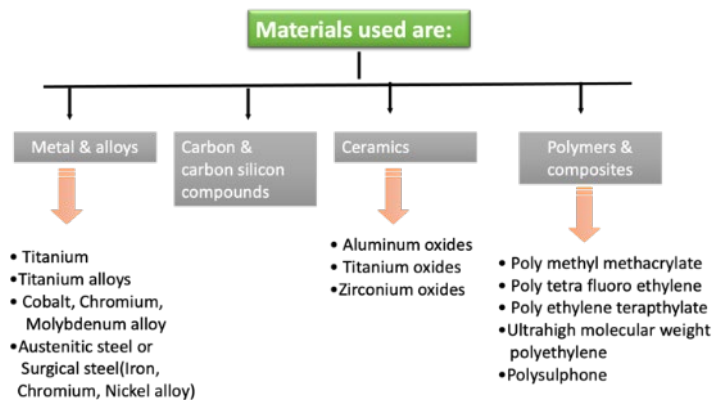 Materials used are:
Metal & alloys
Carbon &
carbon silicon
compounds
Ceramics
Polymers &
composites
• Titanium
•Titanium alloys
• Cobalt, Chromium,
Molybdenum alloy
•Austenitic steel or
Surgical steel(Iron,
Chromium, Nickel alloy)
• Aluminum oxides
• Titanium oxides
•Zirconium oxides
• Poly methyl methacrylate
• Poly tetra fluoro ethylene
• Poly ethylene terapthylate
•Ultrahigh molecular weight
polyethylene
•Polysulphone